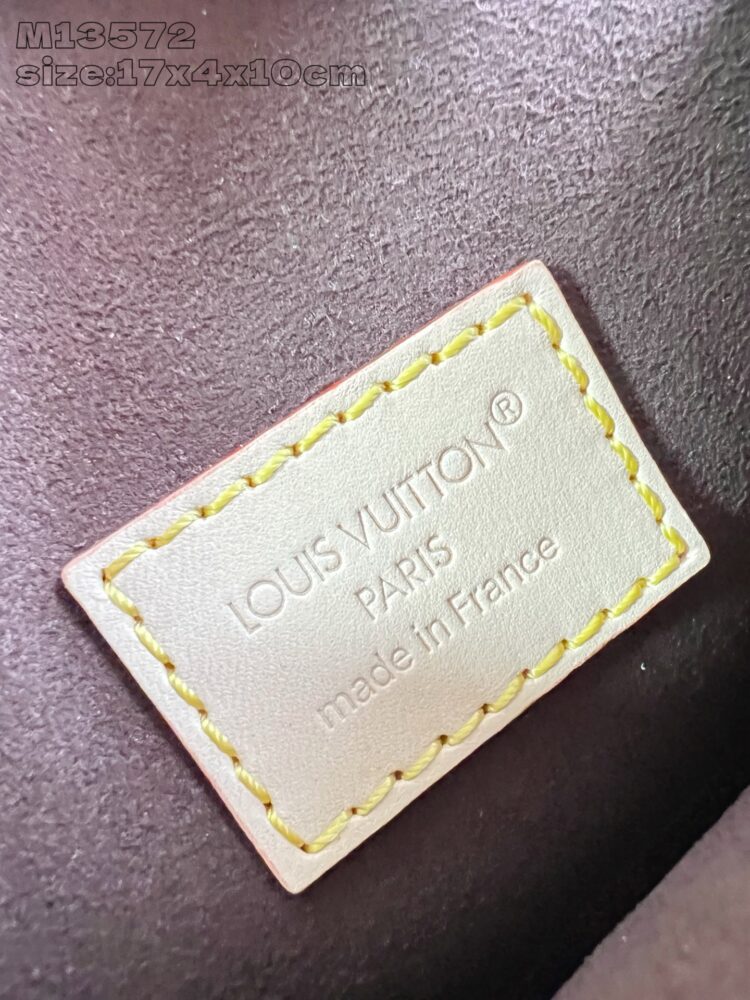 M13572
size:17x4x10cm
LOUIS VUITTON®
PARIS
made in France